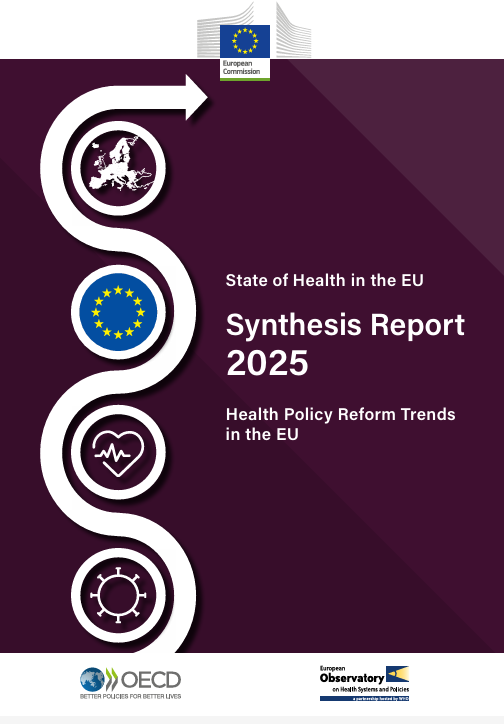 European
Commission
State of Health in the EU
Synthesis Report
2025
Health Policy Reform Trends
in the EU
OECD
BETTER POLICIES FOR BETTER LIVES
European
Observatory
on Health Systems and Policies
a partnership hosted by WHO